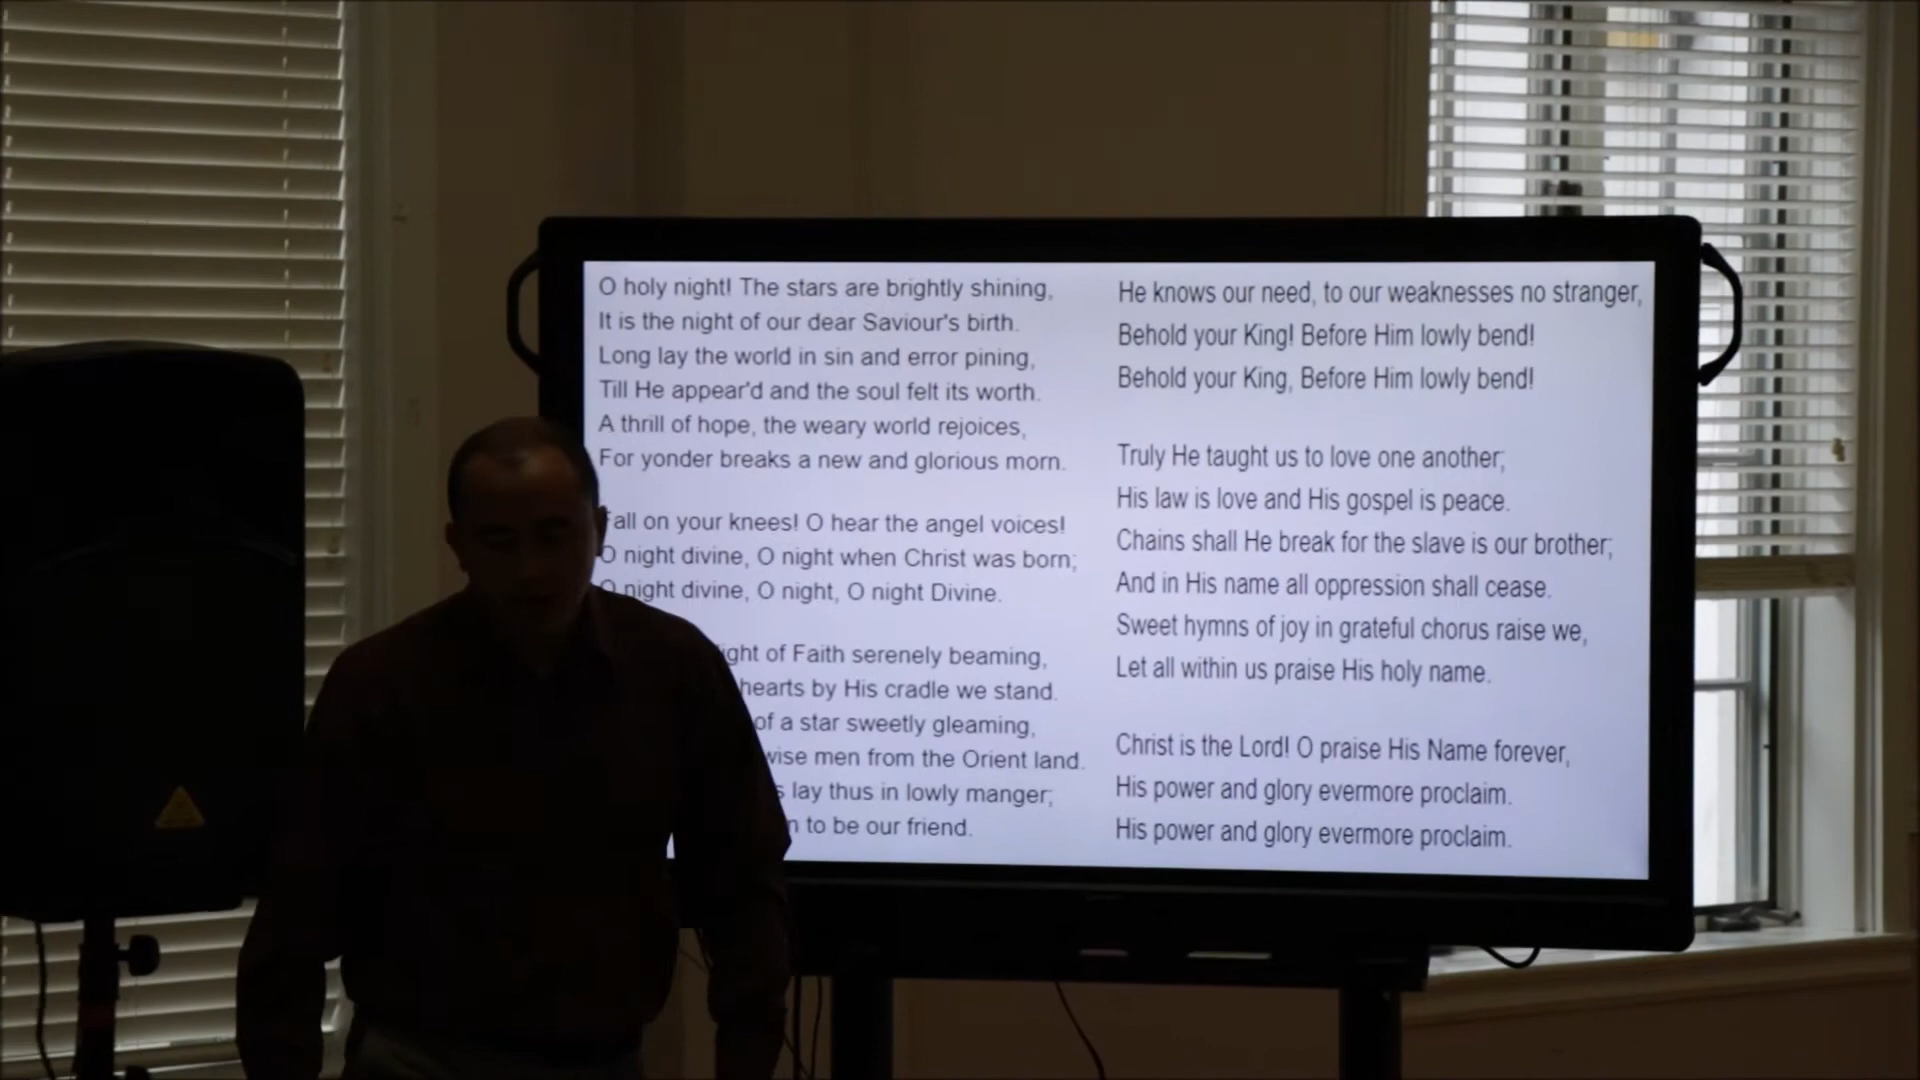 O holy night! The stars are brightly shining,
It is the night of our dear Saviour's birth.
Long lay the world in sin and error pining,
Till He appear'd and the soul felt its worth.
A thrill of hope, the weary world rejoices,
For yonder breaks a new and glorious morn.
Fall on your knees! O hear the angel voices!
O night divine, O night when Christ was born;
O night divine, O night, O night Divine.
of Faith serenely beaming,
hearts by His cradle we stand.
of a star sweetly gleaming,
wise men from the Orient land.
lay thus in lowly manger;
to be our friend.
He knows our need, to our weaknesses no stranger,
Behold your King! Before Him lowly bend!
Behold your King, Before Him lowly bend!
Truly He taught us to love one another;
His law is love and His gospel is peace.
Chains shall He break for the slave is our brother;
And in His name all oppression shall cease.
Sweet hymns of joy in grateful chorus raise we,
Let all within us praise His holy name.
Christ is the Lord! O praise His Name forever,
His power and glory evermore proclaim.
His power and glory evermore proclaim.